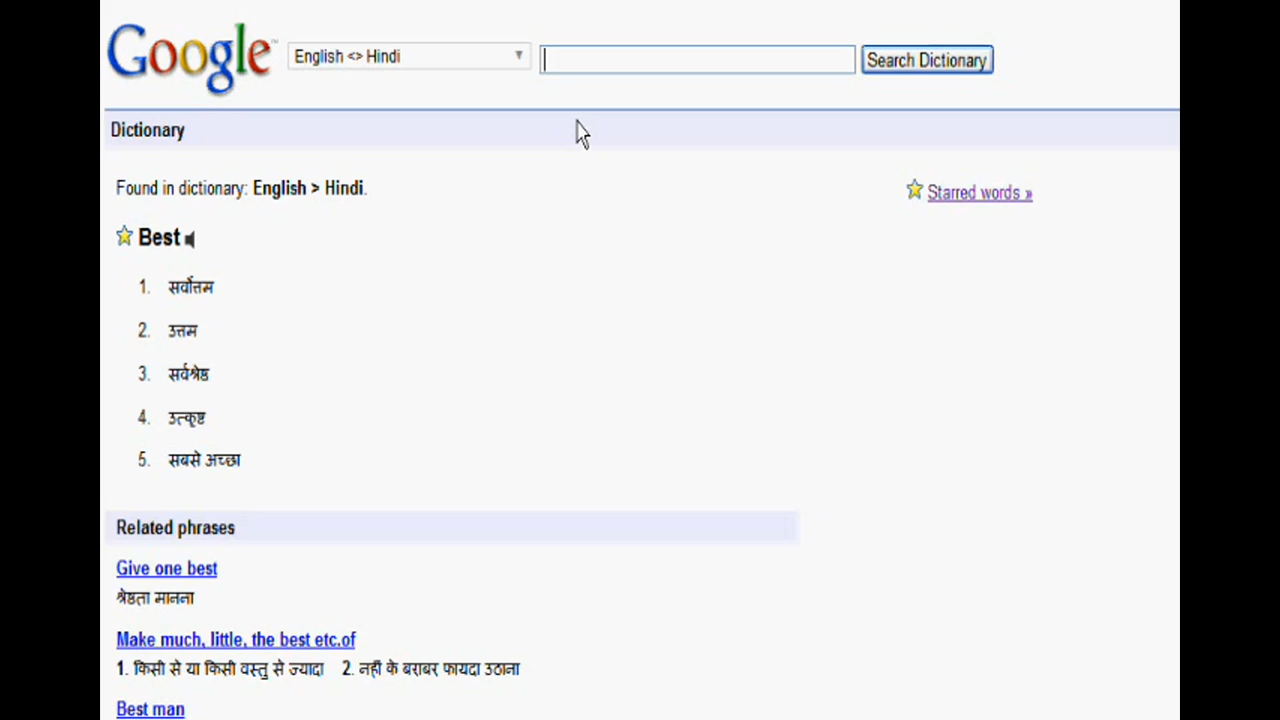 Google™ English <> Hindi Search Dictionary
Dictionary
Found in dictionary: English > Hindi.
Starred words »
Best
1. सर्वोत्तम
2. उत्तम
3. सर्वश्रेष्ठ
4. उत्कृष्ट
5. सबसे अच्छा
Related phrases
Give one best
श्रेष्ठता मानना
Make much, little, the best etc.of
1. किसी से या किसी वस्तु से ज्यादा 2. नहीं के बराबर फायदा उठाना
Best man